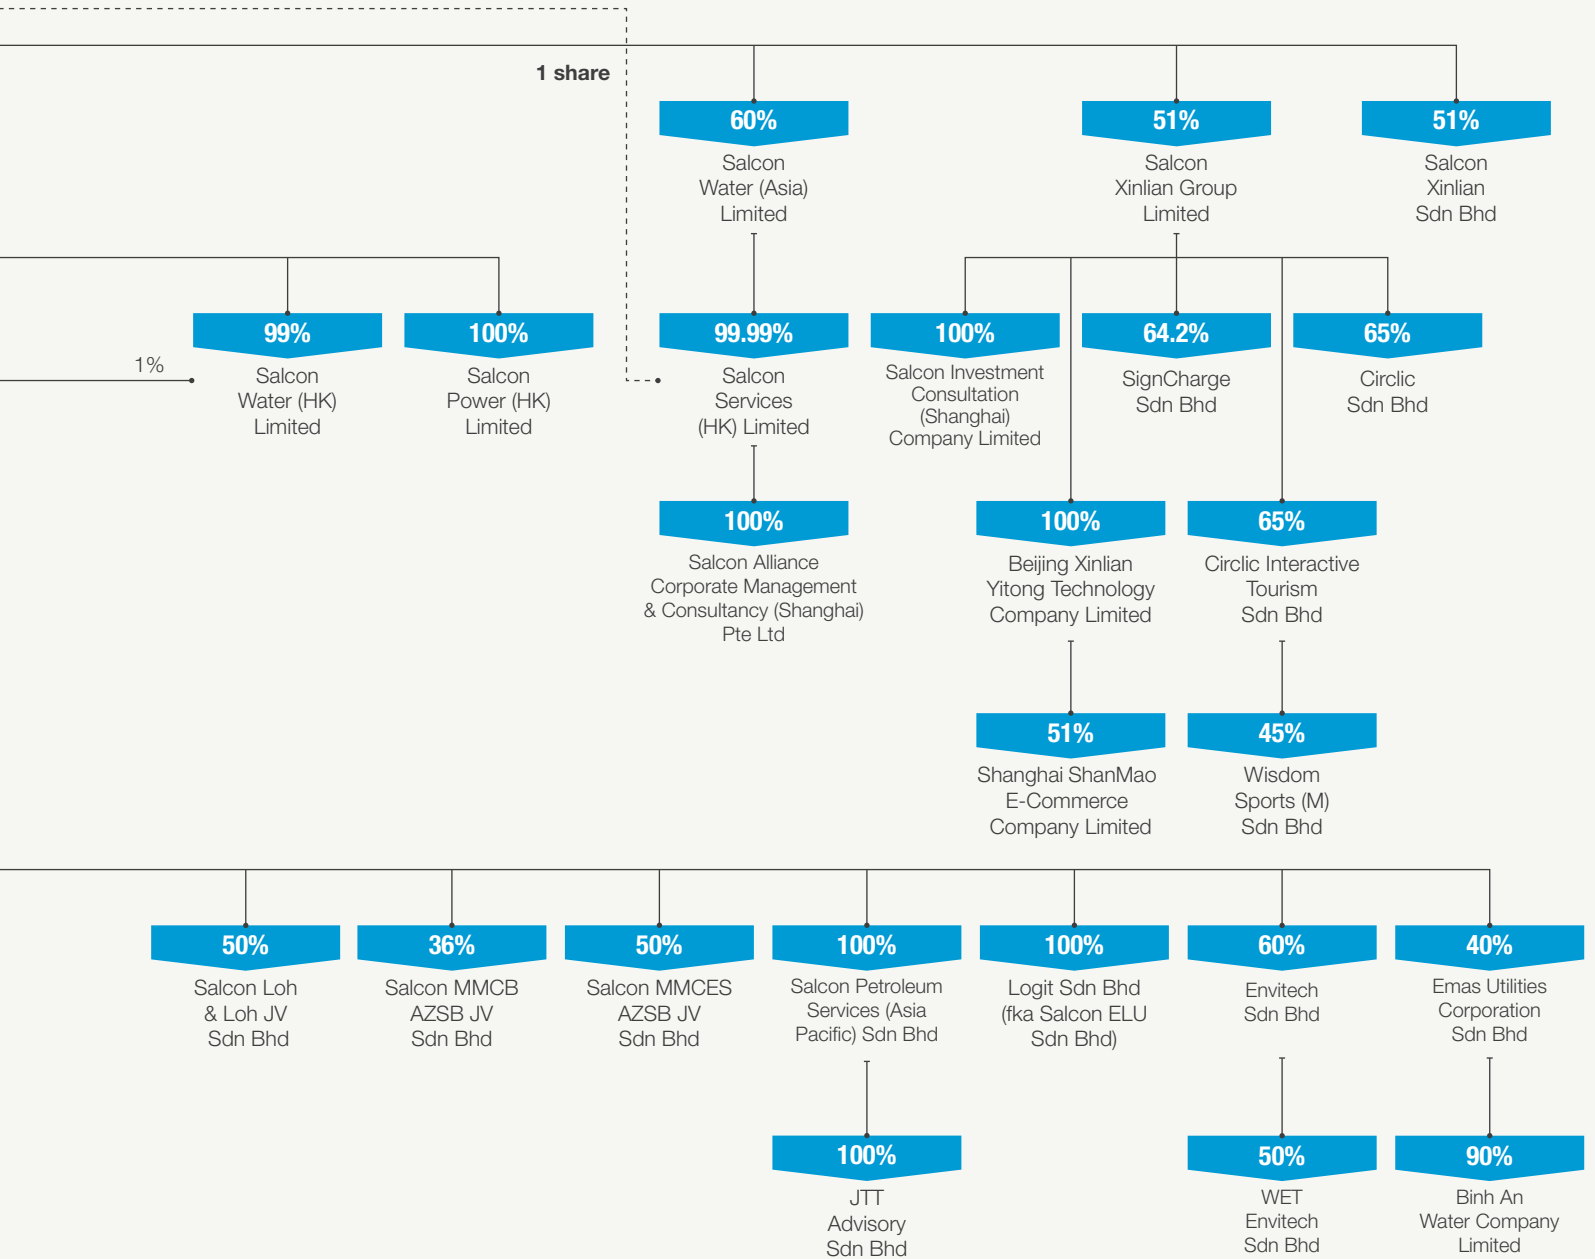 1 share
60%
Salcon
Water (Asia)
Limited
51%
Salcon
Xinlian Group
Limited
51%
Salcon
Xinlian
Sdn Bhd
1%
99%
Salcon
Water (HK)
Limited
100%
Salcon
Power (HK)
Limited
99.99%
Salcon
Services
(HK) Limited
100%
Salcon Investment
Consultation
(Shanghai)
Company Limited
64.2%
SignCharge
Sdn Bhd
65%
Circlic
Sdn Bhd
100%
Salcon Alliance
Corporate Management
& Consultancy (Shanghai)
Pte Ltd
100%
Beijing Xinlian
Yitong Technology
Company Limited
65%
Circlic Interactive
Tourism
Sdn Bhd
51%
Shanghai ShanMao
E-Commerce
Company Limited
45%
Wisdom
Sports (M)
Sdn Bhd
50%
Salcon Loh
& Loh JV
Sdn Bhd
36%
Salcon MMCB
AZSB JV
Sdn Bhd
50%
Salcon MMCES
AZSB JV
Sdn Bhd
100%
Salcon Petroleum
Services (Asia
Pacific) Sdn Bhd
100%
Logit Sdn Bhd
(fka Salcon ELU
Sdn Bhd)
60%
Envitech
Sdn Bhd
40%
Emas Utilities
Corporation
Sdn Bhd
100%
JTT
Advisory
Sdn Bhd
50%
WET
Envitech
Sdn Bhd
90%
Binh An
Water Company
Limited